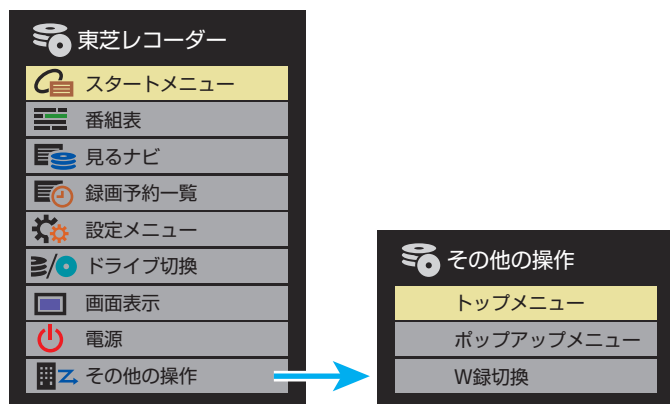 東芝レコーダー
スタートメニュー
番組表
見るナビ
録画予約一覧
設定メニュー
ドライブ切換
画面表示
電源
その他の操作
その他の操作
トップメニュー
ポップアップメニュー
W録切換